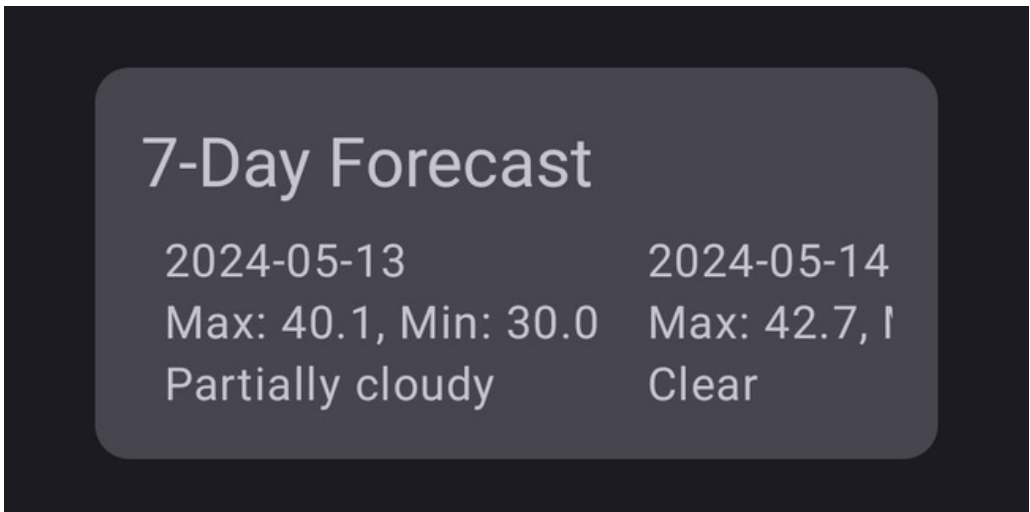 7-Day Forecast
2024-05-13
Max: 40.1, Min: 30.0
Partially cloudy
2024-05-14
Max: 42.7,
Clear